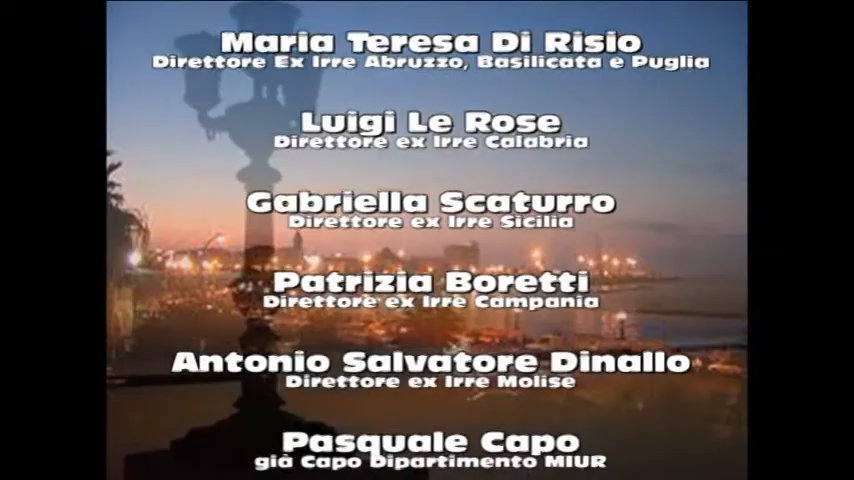 Maria Teresa Di Risio
Direttore Ex Irre Abruzzo, Basilicata e Puglia
Luigi Le Rose
Direttore ex Irre Calabria
Gabriella Scaturro
Direttore ex Irre Sicilia
Patrizia Boretti
Direttore ex Irre Campania
Antonio Salvatore Dinallo
Direttore ex Irre Molise
Pasquale Capo
già Capo Dipartimento MIUR